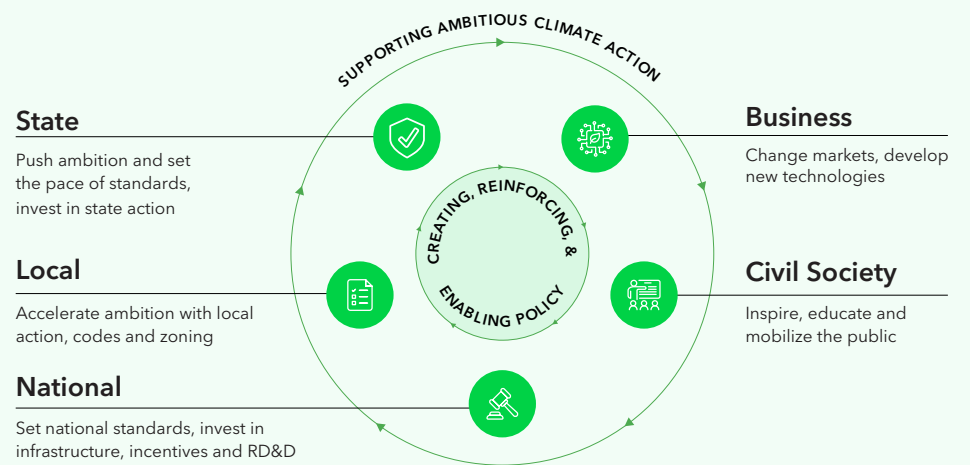 SUPPORTING AMBITIOUS CLIMATE ACTION
State
Push ambition and set
the pace of standards,
invest in state action
Business
Change markets, develop
new technologies
CREATING, REINFORCING, &
ENABLING POLICY
Local
Accelerate ambition with local
action, codes and zoning
Civil Society
Inspire, educate and
mobilize the public
National
Set national standards, invest in
infrastructure, incentives and RD&D